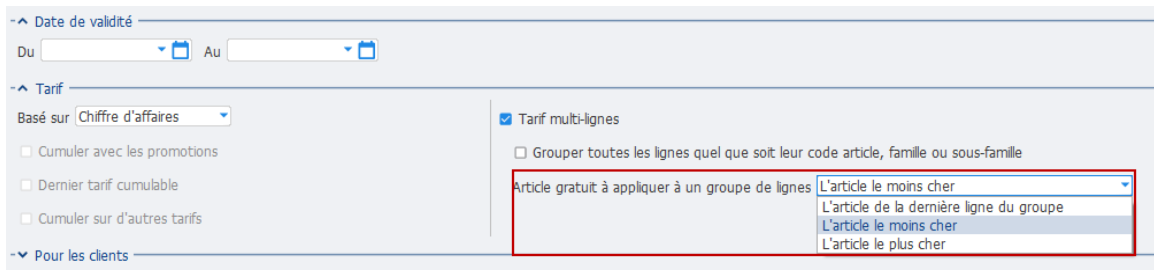 Date de validité
Du Au
Tarif
Basé sur Chiffre d'affaires
Tarif multi-lignes
Cumuler avec les promotions
Grouper toutes les lignes quel que soit leur code article, famille ou sous-famille
Dernier tarif cumulable
Article gratuit à appliquer à un groupe de lignes L'article le moins cher
L'article de la dernière ligne du groupe
Cumuler sur d'autres tarifs
L'article le moins cher
L'article le plus cher
Pour les clients